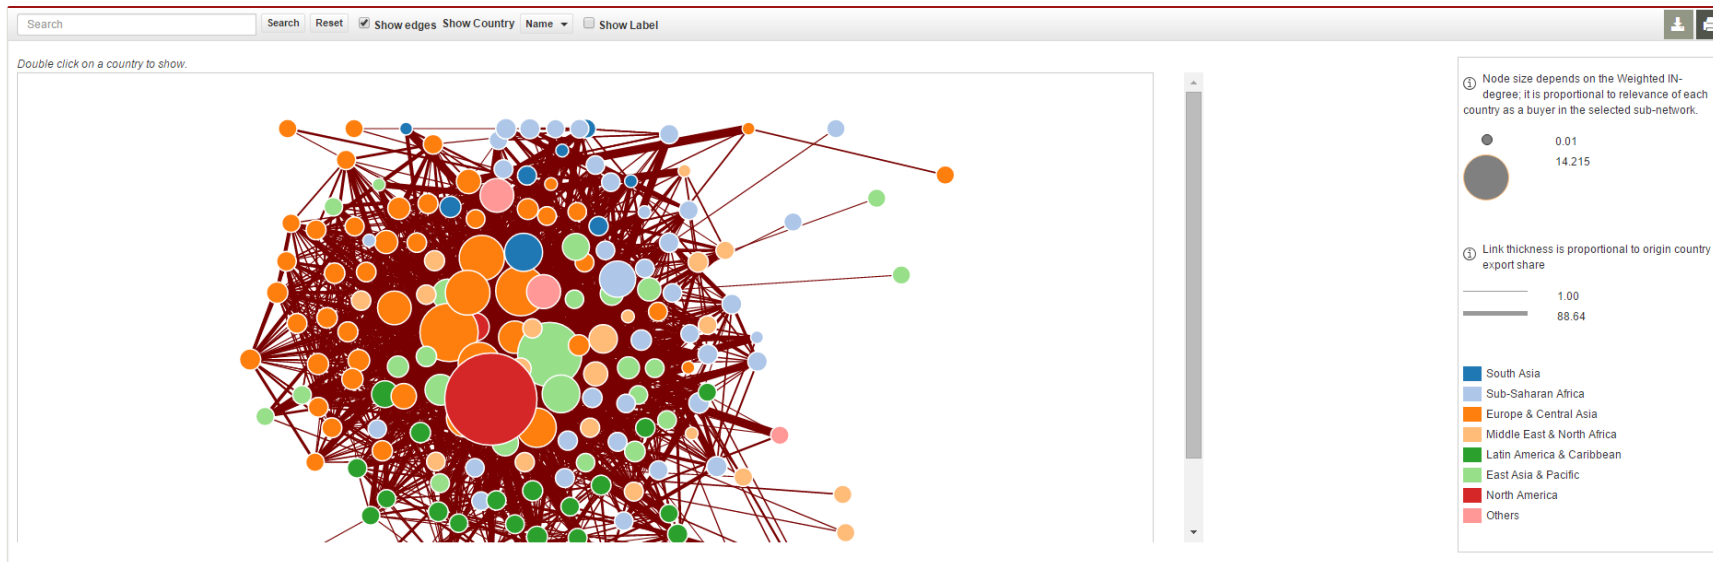 Search Search Reset Show edges Show Country Name Show Label
Double click on a country to show.
Node size depends on the Weighted IN-
degree; it is proportional to relevance of each
country as a buyer in the selected sub-network.
0.01
14.215
Link thickness is proportional to origin country
export share
1.00
88.64
South Asia
Sub-Saharan Africa
Europe & Central Asia
Middle East & North Africa
Latin America & Caribbean
East Asia & Pacific
North America
Others